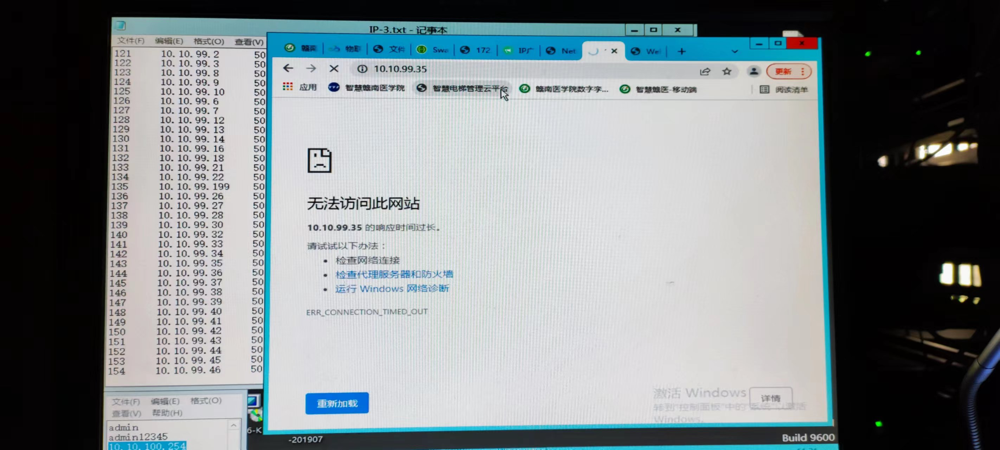 IP-3.txt - 记事本
文件(F) 编辑(E) 格式(O) 查看(V)
121 10.10.99.2 50
122 10.10.99.3 50
123 10.10.99.8 50
124 10.10.99.9 50
125 10.10.99.10 50
126 10.10.99.6 50
127 10.10.99.7 50
128 10.10.99.12 50
129 10.10.99.13 50
130 10.10.99.14 50
131 10.10.99.16 50
132 10.10.99.18 50
133 10.10.99.21 50
134 10.10.99.22 50
135 10.10.99.199 50
136 10.10.99.26 50
137 10.10.99.27 50
138 10.10.99.28 50
139 10.10.99.30 50
140 10.10.99.32 50
141 10.10.99.33 50
142 10.10.99.34 50
143 10.10.99.35 50
144 10.10.99.36 50
145 10.10.99.37 50
146 10.10.99.38 50
147 10.10.99.39 50
148 10.10.99.40 50
149 10.10.99.41 50
150 10.10.99.42 50
151 10.10.99.43 50
152 10.10.99.44 50
153 10.10.99.45 50
154 10.10.99.46 50
赣南 物联 文件 Swa 172 IP广 Net Wel
10.10.99.35 更新
应用 智慧赣南医学院 智慧电梯管理云平台 赣南医学院数字孪... 智慧赣医-移动端 阅读清单
无法访问此网站
10.10.99.35 的响应时间过长。
请试试以下办法：
检查网络连接
检查代理服务器和防火墙
运行 Windows 网络诊断
ERR_CONNECTION_TIMED_OUT
重新加载
激活 Windows 详情
转到"控制面板"中的"系统"以激活
Windows。
文件(F) 编辑(E) 格式(O)
查看(V) 帮助(H)
admin
admin12345
10.10.100.254
6-K
-201907
Build 9600